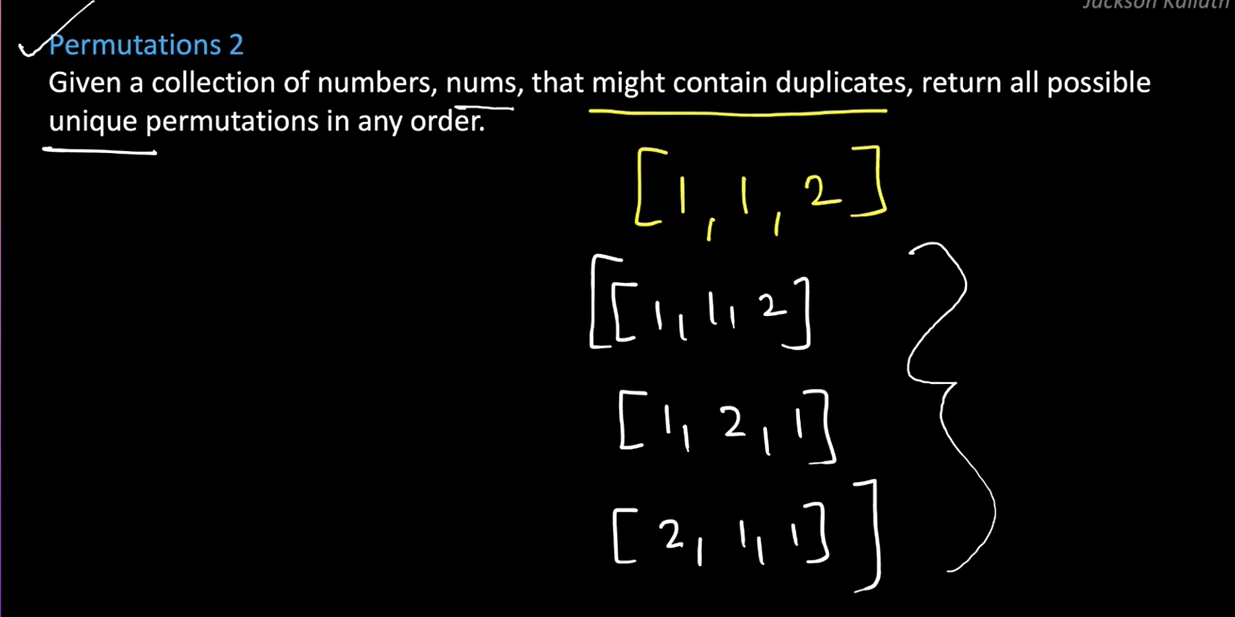 Jackson Kailath
Permutations 2
Given a collection of numbers, nums, that might contain duplicates, return all possible
unique permutations in any order.
[1, 1, 2]
[[1, 1, 2]
[1, 2, 1]
[2, 1, 1]]